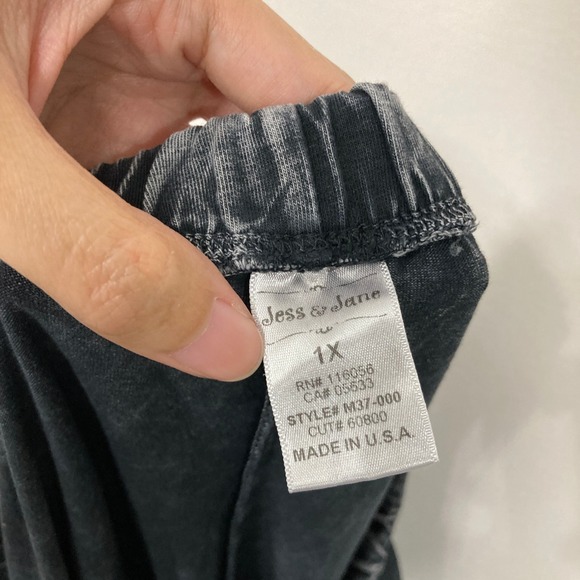 Jess & Jane
1X
RN# 116056
CA# 05533
STYLE# M37-000
CUT# 60800
MADE IN U.S.A.